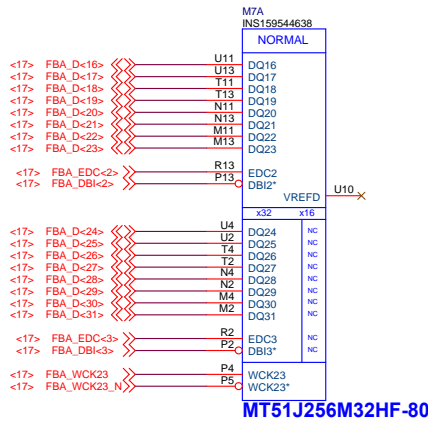 M7A
INS159544638
NORMAL
<17> FBA_D<16> U11 DQ16
<17> FBA_D<17> U13 DQ17
<17> FBA_D<18> T11 DQ18
<17> FBA_D<19> T13 DQ19
<17> FBA_D<20> N11 DQ20
<17> FBA_D<21> N13 DQ21
<17> FBA_D<22> M11 DQ22
<17> FBA_D<23> M13 DQ23
<17> FBA_EDC<2> R13 EDC2
<17> FBA_DBI<2> P13 DBI2*
VREFD U10
x32 x16
<17> FBA_D<24> U4 DQ24 NC
<17> FBA_D<25> U2 DQ25 NC
<17> FBA_D<26> T4 DQ26 NC
<17> FBA_D<27> T2 DQ27 NC
<17> FBA_D<28> N4 DQ28 NC
<17> FBA_D<29> N2 DQ29 NC
<17> FBA_D<30> M4 DQ30 NC
<17> FBA_D<31> M2 DQ31 NC
<17> FBA_EDC<3> R2 EDC3 NC
<17> FBA_DBI<3> P2 DBI3* NC
<17> FBA_WCK23 P4 WCK23
<17> FBA_WCK23_N P5 WCK23*
MT51J256M32HF-80